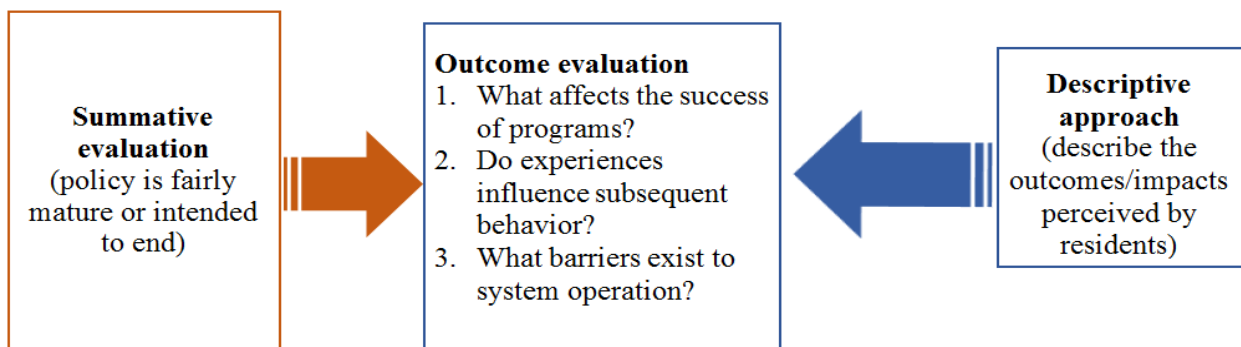 Summative
evaluation
(policy is fairly
mature or intended
to end)
Outcome evaluation
1. What affects the success
of programs?
2. Do experiences
influence subsequent
behavior?
3. What barriers exist to
system operation?
Descriptive
approach
(describe the
outcomes/impacts
perceived by
residents)